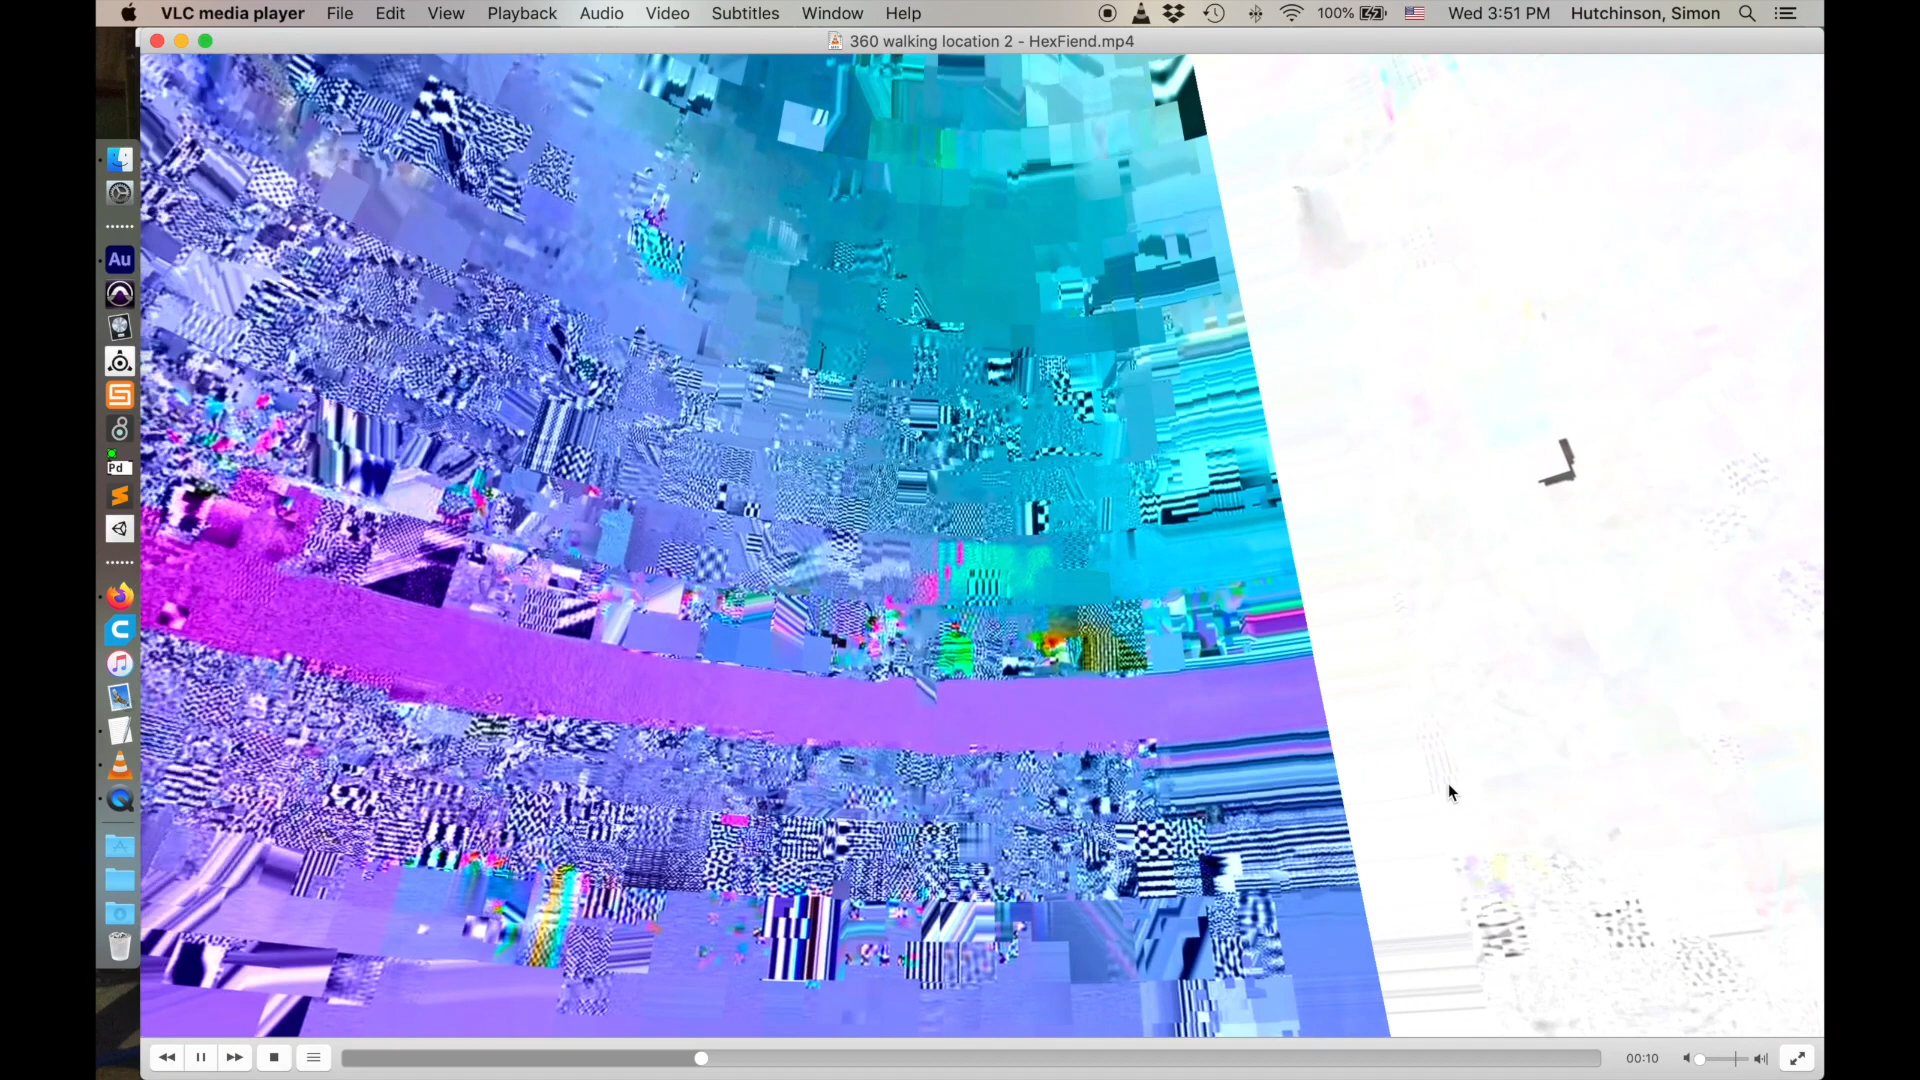 VLC media player File Edit View Playback Audio Video Subtitles Window Help 100% Wed 3:51 PM Hutchinson, Simon
360 walking location 2 - HexFiend.mp4
Au
Pd
00:10